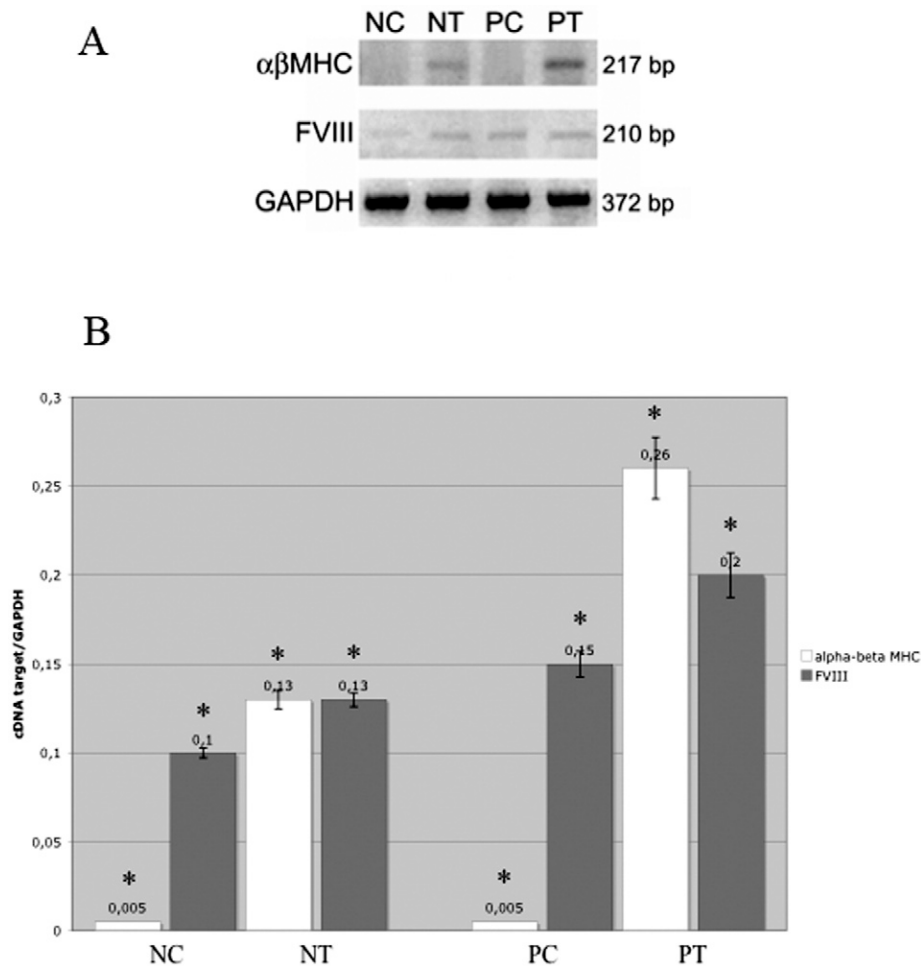 A
NC NT PC PT
αβMHC 217 bp
FVIII 210 bp
GAPDH 372 bp
B
cDNA target/GAPDH
0,3
0,25
0,2
0,15
0,1
0,05
0
* 0,005
* 0,1
* 0,13
* 0,13
* 0,005
* 0,15
* 0,26
* 0,2
NC NT PC PT
alpha-beta MHC
FVIII